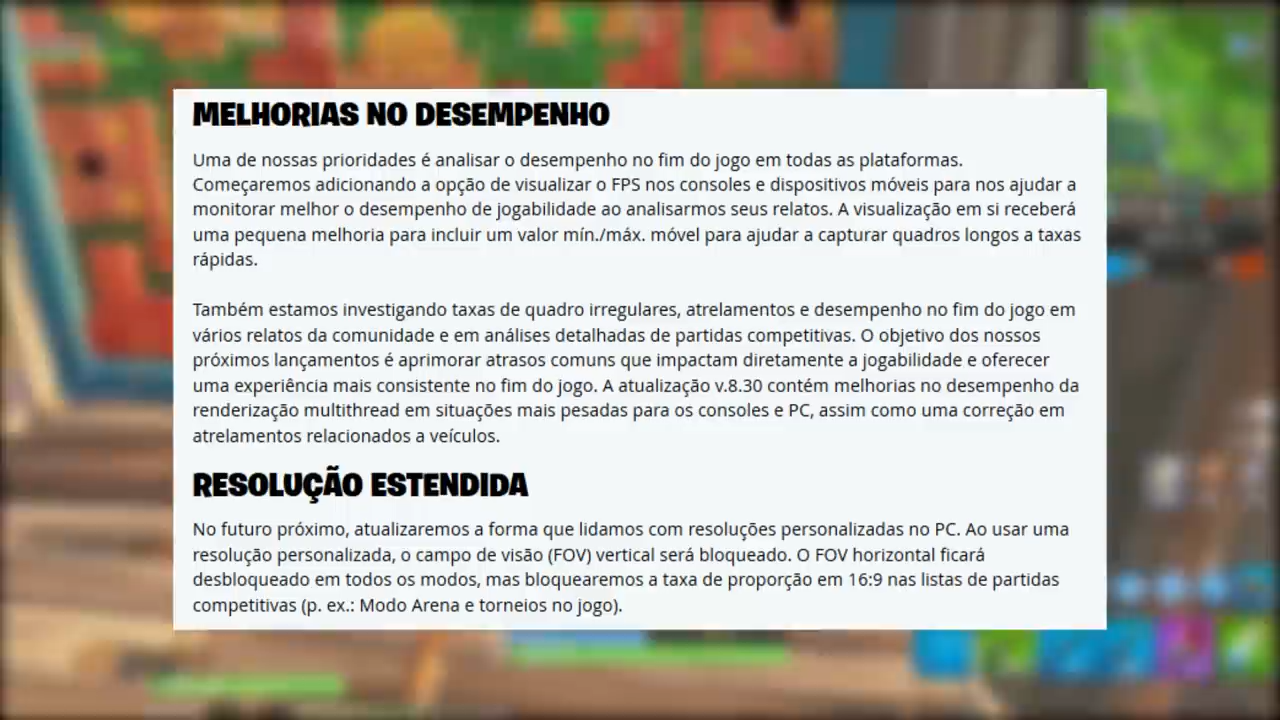 MELHORIAS NO DESEMPENHO
Uma de nossas prioridades é analisar o desempenho no fim do jogo em todas as plataformas.
Começaremos adicionando a opção de visualizar o FPS nos consoles e dispositivos móveis para nos ajudar a
monitorar melhor o desempenho de jogabilidade ao analisarmos seus relatos. A visualização em si receberá
uma pequena melhoria para incluir um valor mín./máx. móvel para ajudar a capturar quadros longos a taxas
rápidas.
Também estamos investigando taxas de quadro irregulares, atrelamentos e desempenho no fim do jogo em
vários relatos da comunidade e em análises detalhadas de partidas competitivas. O objetivo dos nossos
próximos lançamentos é aprimorar atrasos comuns que impactam diretamente a jogabilidade e oferecer
uma experiência mais consistente no fim do jogo. A atualização v.8.30 contém melhorias no desempenho da
renderização multithread em situações mais pesadas para os consoles e PC, assim como uma correção em
atrelamentos relacionados a veículos.
RESOLUÇÃO ESTENDIDA
No futuro próximo, atualizaremos a forma que lidamos com resoluções personalizadas no PC. Ao usar uma
resolução personalizada, o campo de visão (FOV) vertical será bloqueado. O FOV horizontal ficará
desbloqueado em todos os modos, mas bloquearemos a taxa de proporção em 16:9 nas listas de partidas
competitivas (p. ex.: Modo Arena e torneios no jogo).